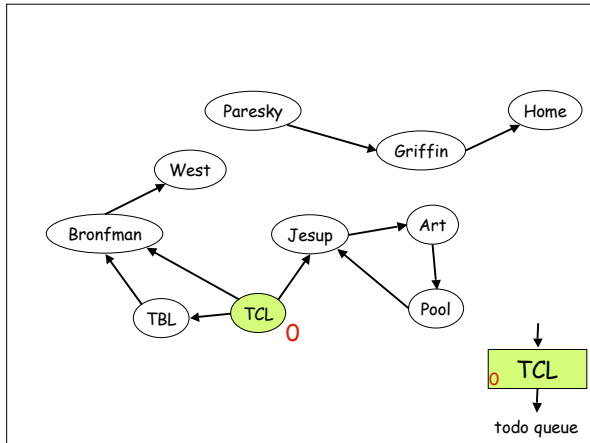 Paresky
Home
Griffin
West
Bronfman
Jesup
Art
TBL
TCL
0
Pool
0 TCL
todo queue